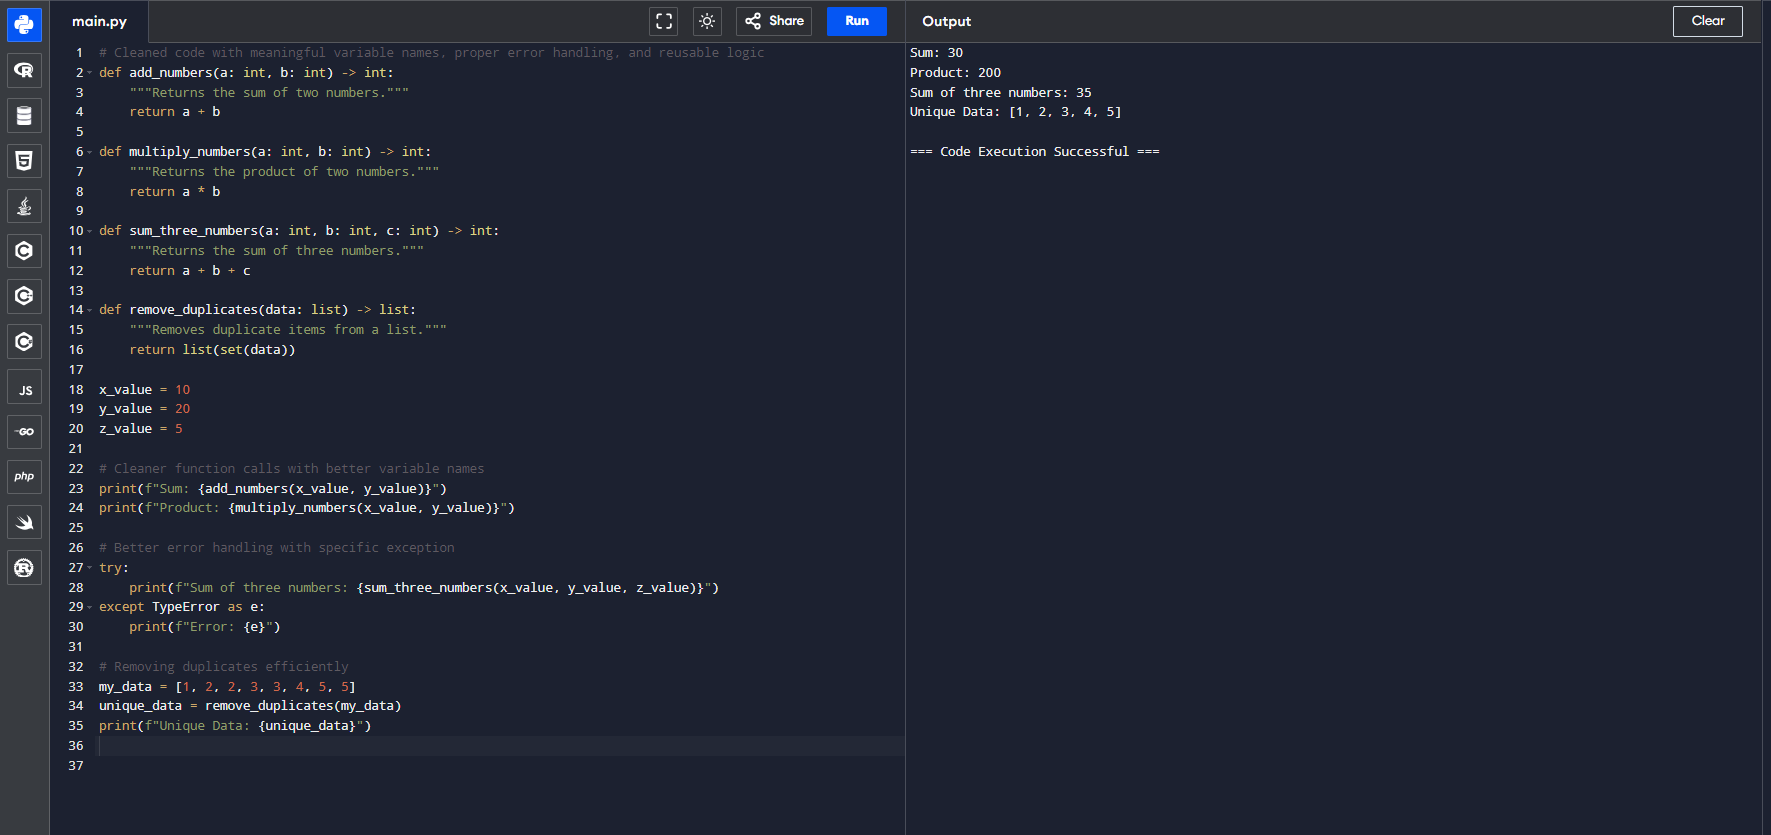 main.py
Share
Run
Output
Clear
1 # Cleaned code with meaningful variable names, proper error handling, and reusable logic
2 def add_numbers(a: int, b: int) -> int:
3     """Returns the sum of two numbers."""
4     return a + b
5
6 def multiply_numbers(a: int, b: int) -> int:
7     """Returns the product of two numbers."""
8     return a * b
9
10 def sum_three_numbers(a: int, b: int, c: int) -> int:
11     """Returns the sum of three numbers."""
12     return a + b + c
13
14 def remove_duplicates(data: list) -> list:
15     """Removes duplicate items from a list."""
16     return list(set(data))
17
18 x_value = 10
19 y_value = 20
20 z_value = 5
21
22 # Cleaner function calls with better variable names
23 print(f"Sum: {add_numbers(x_value, y_value)}")
24 print(f"Product: {multiply_numbers(x_value, y_value)}")
25
26 # Better error handling with specific exception
27 try:
28     print(f"Sum of three numbers: {sum_three_numbers(x_value, y_value, z_value)}")
29 except TypeError as e:
30     print(f"Error: {e}")
31
32 # Removing duplicates efficiently
33 my_data = [1, 2, 2, 3, 3, 4, 5, 5]
34 unique_data = remove_duplicates(my_data)
35 print(f"Unique Data: {unique_data}")
36
37
Sum: 30
Product: 200
Sum of three numbers: 35
Unique Data: [1, 2, 3, 4, 5]
=== Code Execution Successful ===
R
5
C
C
C
JS
GO
php
R